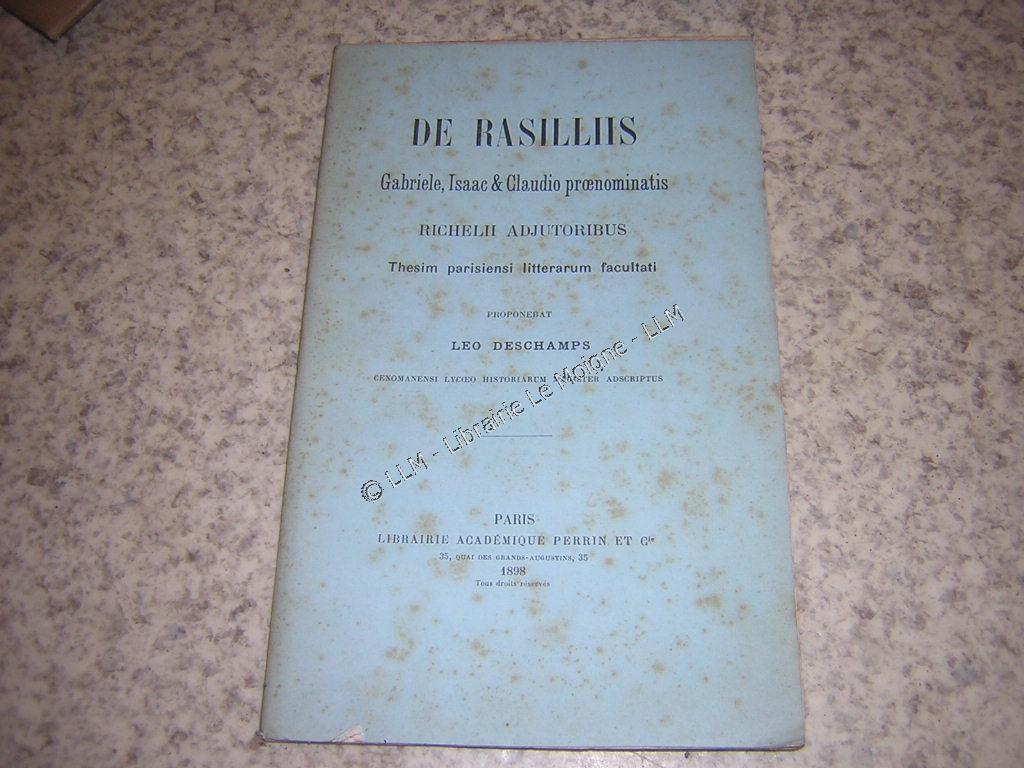 DE RASILLIIS
Gabriele, Isaac & Claudio prœnominatis
RICHELII ADJUTORIBUS
Thesim parisiensi litterarum facultati
PROPONEBAT
LEO DESCHAMPS
CENOMANENSI LYCŒO HISTORIARUM ADSCRIPTUS
© LLM - Librairie Le Moigne - LLM
PARIS
LIBRAIRIE ACADÉMIQUE PERRIN ET Cie
35, QUAI DES GRANDS-AUGUSTINS, 35
1898
Tous droits réservés